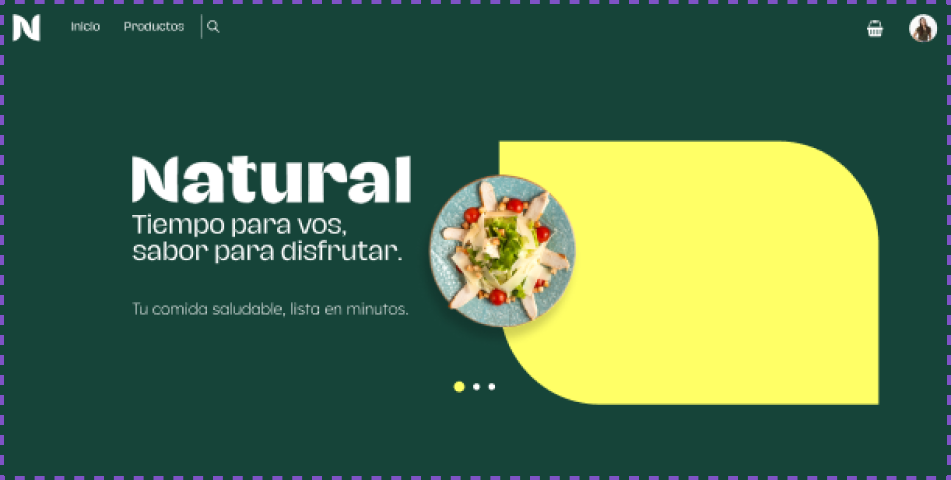 N
Inicio
Productos
Natural
Tiempo para vos,
sabor para disfrutar.
Tu comida saludable, lista en minutos.